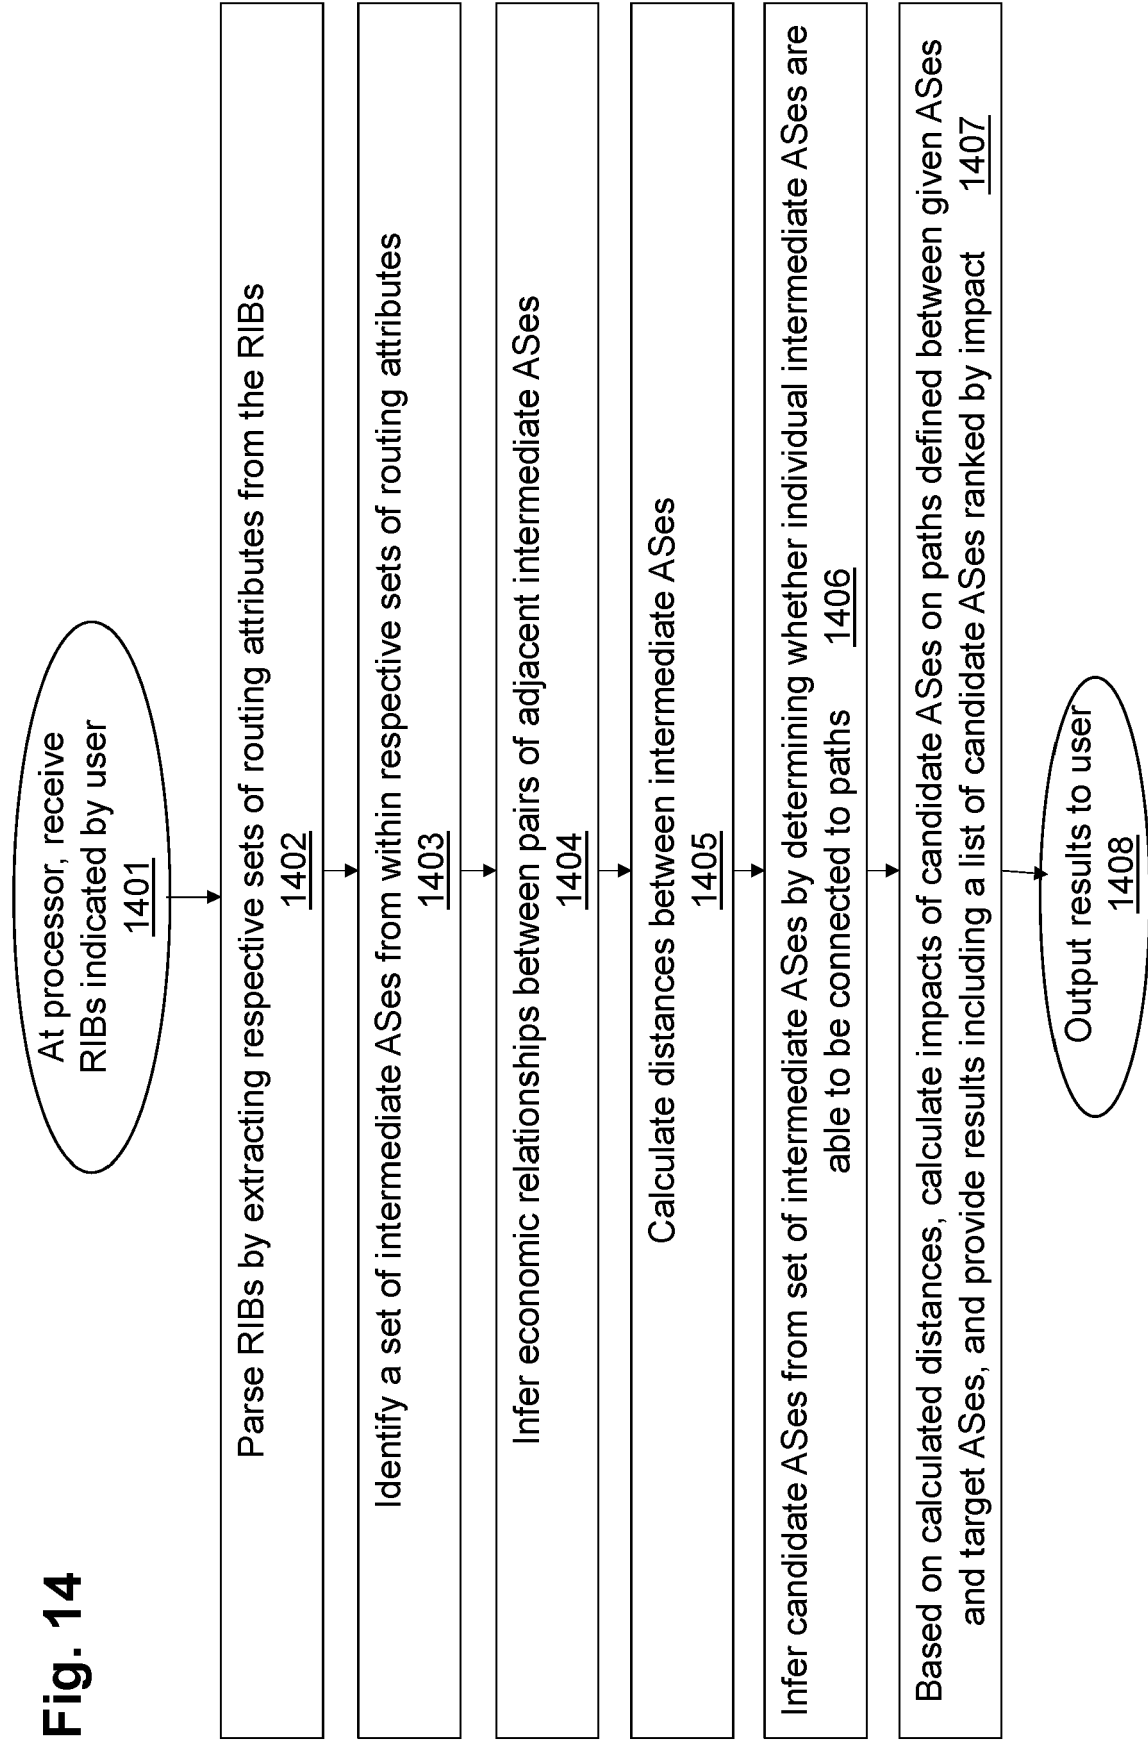 Fig. 14
At processor, receive
RIBs indicated by user
1401
Parse RIBs by extracting respective sets of routing attributes from the RIBs
1402
Identify a set of intermediate ASes from within respective sets of routing attributes
1403
Infer economic relationships between pairs of adjacent intermediate ASes
1404
Calculate distances between intermediate ASes
1405
Infer candidate ASes from set of intermediate ASes by determining whether individual intermediate ASes are
able to be connected to paths 1406
Based on calculated distances, calculate impacts of candidate ASes on paths defined between given ASes
and target ASes, and provide results including a list of candidate ASes ranked by impact 1407
Output results to user
1408